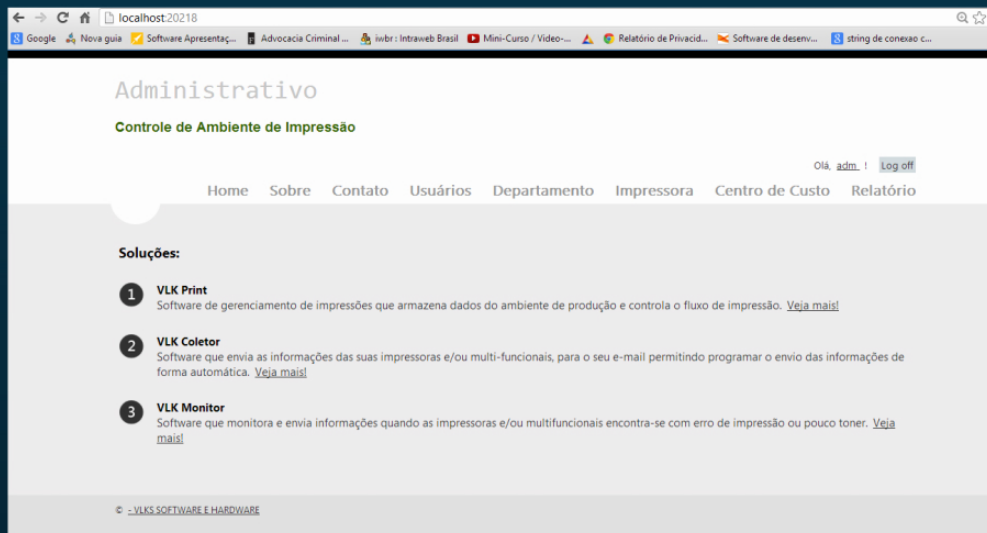 localhost:20218
Google Nova guia Software Apresentaç... Advocacia Criminal ... iwbr : Intraweb Brasil Mini-Curso / Video-... Relatório de Privacid... Software de desenv... string de conexao c...
Administrativo
Controle de Ambiente de Impressão
Olá, adm ! Log off
Home Sobre Contato Usuários Departamento Impressora Centro de Custo Relatório
Soluções:
1 VLK Print
Software de gerenciamento de impressões que armazena dados do ambiente de produção e controla o fluxo de impressão. Veja mais!
2 VLK Coletor
Software que envia as informações das suas impressoras e/ou multi-funcionais, para o seu e-mail permitindo programar o envio das informações de
forma automática. Veja mais!
3 VLK Monitor
Software que monitora e envia informações quando as impressoras e/ou multifuncionais encontra-se com erro de impressão ou pouco toner. Veja
mais!
© - VLKS SOFTWARE E HARDWARE